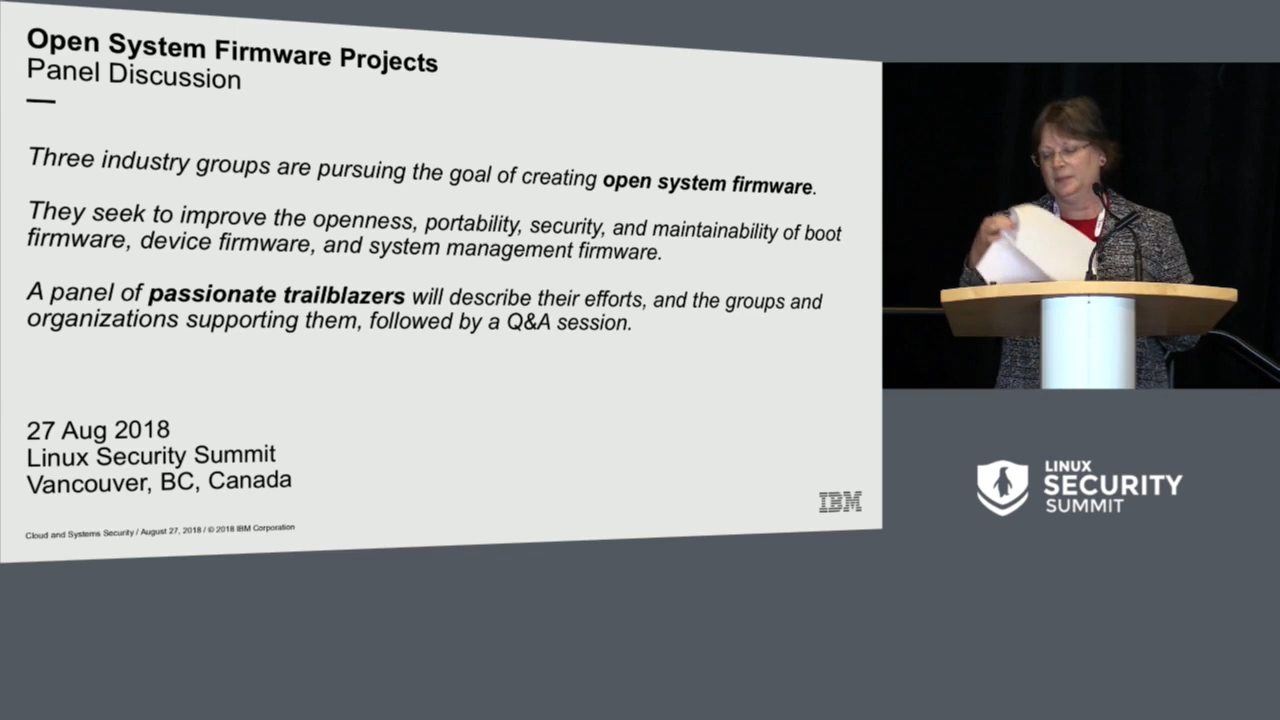 Open System Firmware Projects
Panel Discussion
Three industry groups are pursuing the goal of creating open system firmware.
They seek to improve the openness, portability, security, and maintainability of boot
firmware, device firmware, and system management firmware.
A panel of passionate trailblazers will describe their efforts, and the groups and
organizations supporting them, followed by a Q&A session.
27 Aug 2018
Linux Security Summit
Vancouver, BC, Canada
IBM
Cloud and Systems Security / August 27, 2018 / © 2018 IBM Corporation
LINUX
SECURITY
SUMMIT